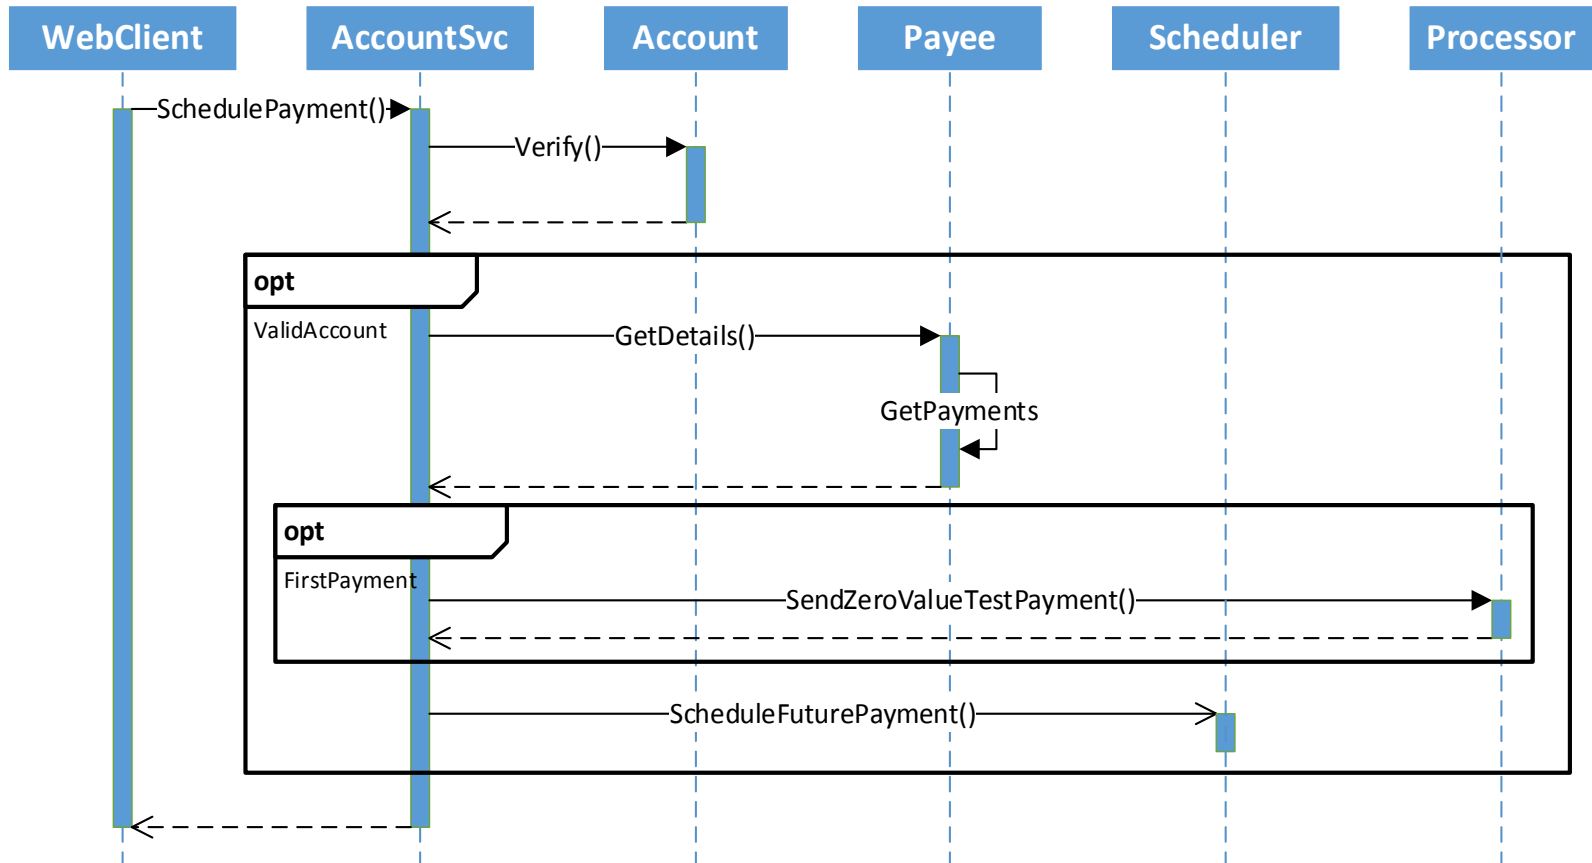 WebClient
AccountSvc
Account
Payee
Scheduler
Processor
SchedulePayment()
Verify()
opt
ValidAccount
GetDetails()
GetPayments
opt
FirstPayment
SendZeroValueTestPayment()
ScheduleFuturePayment()